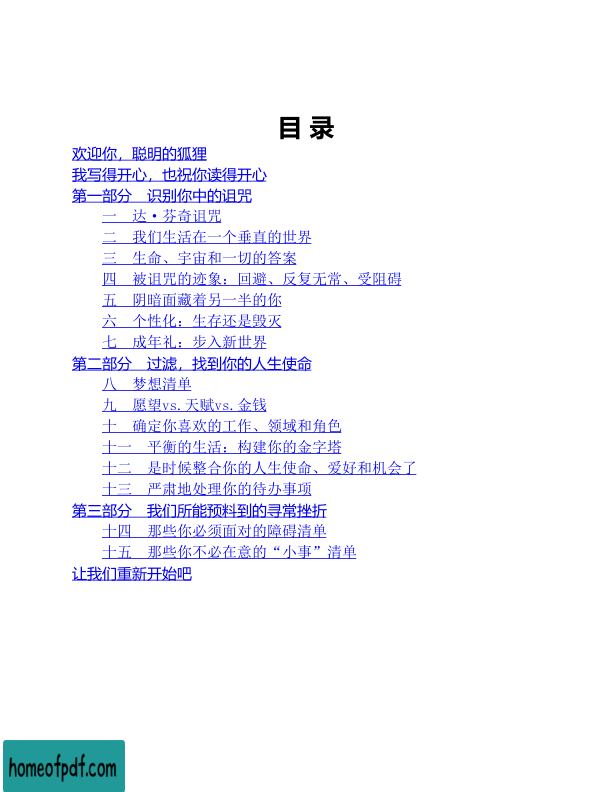 目 录
欢迎你，聪明的狐狸
我写得开心，也祝你读得开心
第一部分　识别你中的诅咒
一　达·芬奇诅咒
二　我们生活在一个垂直的世界
三　生命、宇宙和一切的答案
四　被诅咒的迹象：回避、反复无常、受阻碍
五　阴暗面藏着另一半的你
六　个性化：生存还是毁灭
七　成年礼：步入新世界
第二部分　过滤，找到你的人生使命
八　梦想清单
九　愿望vs.天赋vs.金钱
十　确定你喜欢的工作、领域和角色
十一　平衡的生活：构建你的金字塔
十二　是时候整合你的人生使命、爱好和机会了
十三　严肃地处理你的待办事项
第三部分　我们所能预料到的寻常挫折
十四　那些你必须面对的障碍清单
十五　那些你不必在意的“小事”清单
让我们重新开始吧
homeofpdf.com